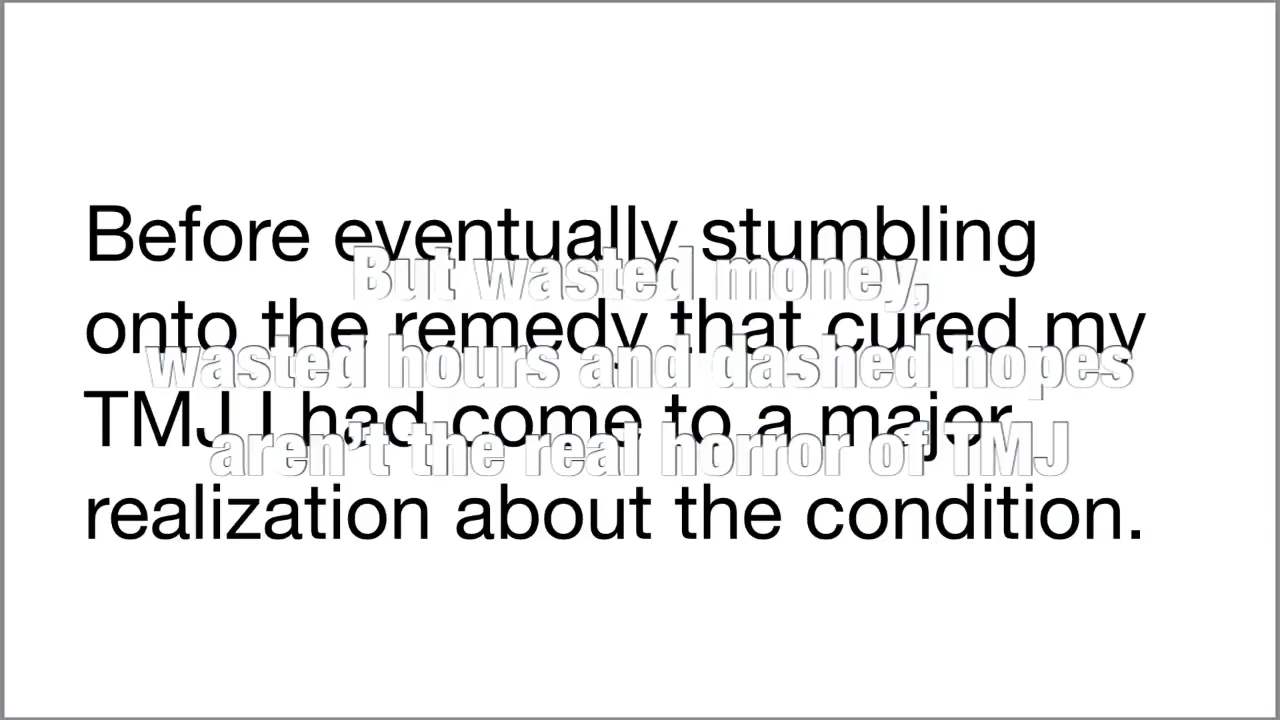 Before eventually stumbling
onto the remedy that cured my
TMJ I had come to a major
realization about the condition.
But wasted money,
wasted hours and dashed hopes
aren't the real horror of TMJ